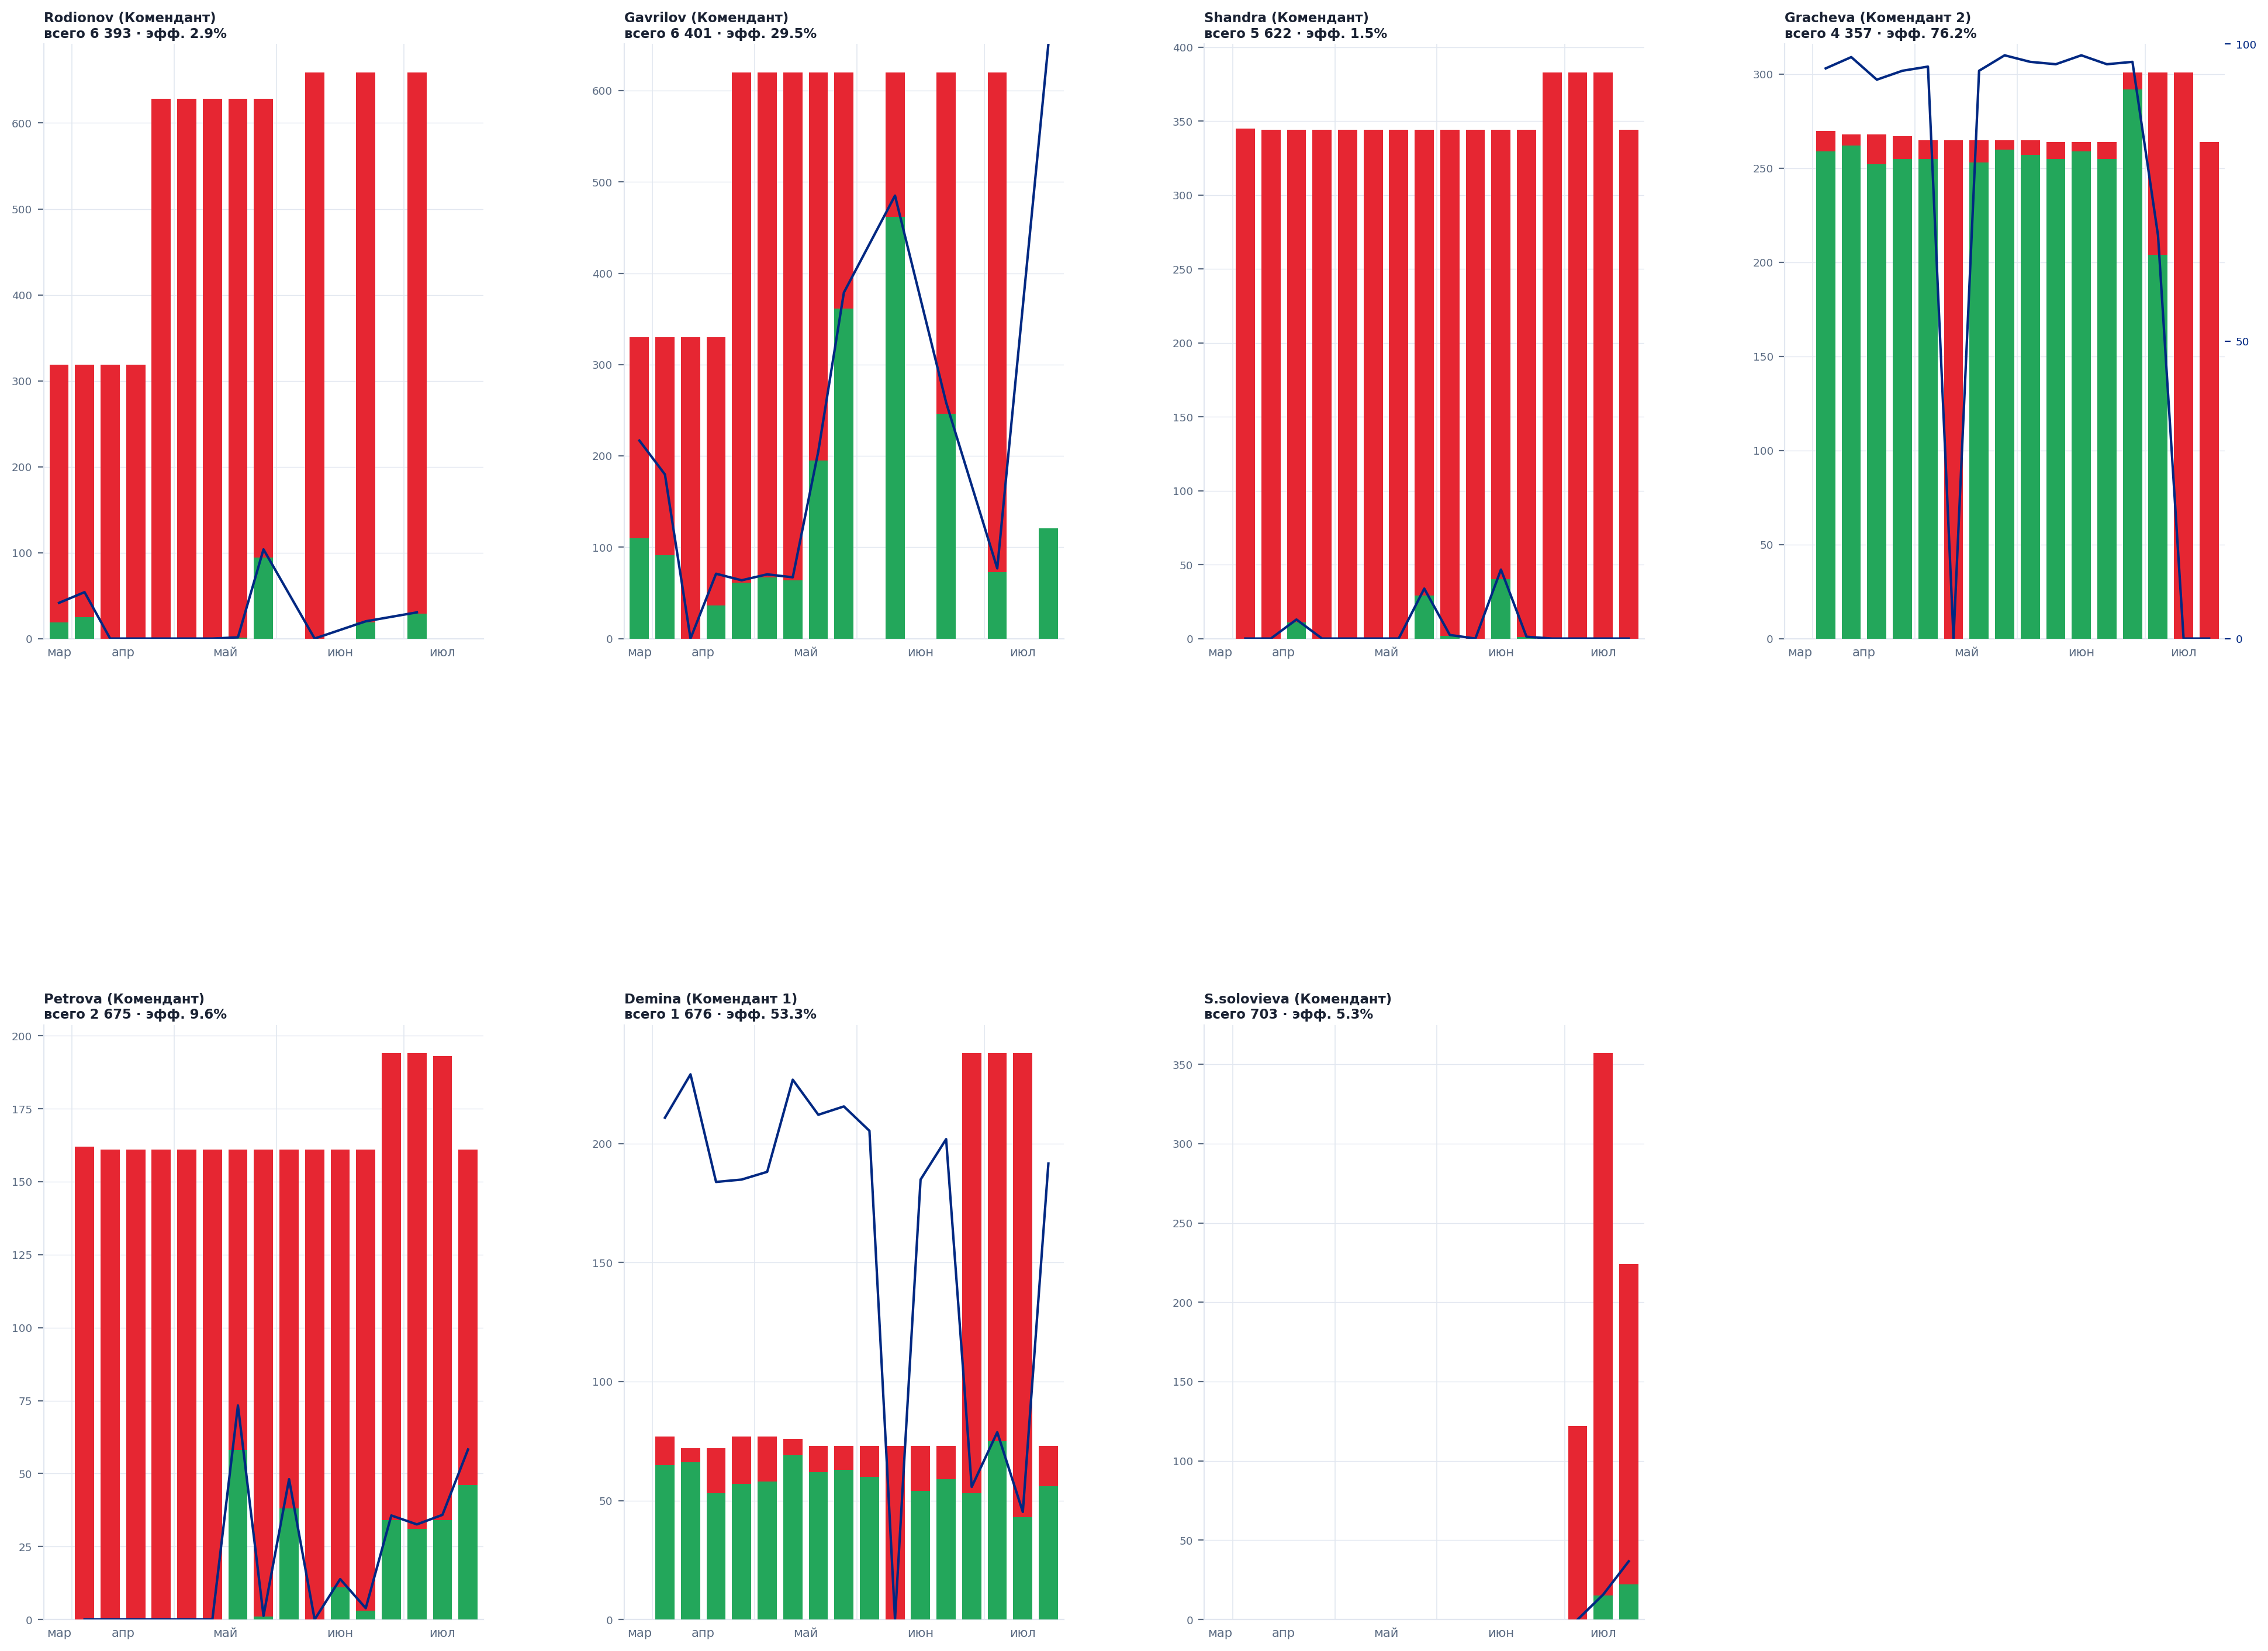 Rodionov (Комендант)
всего 6 393 · эфф. 2.9%
600
500
400
300
200
100
0
мар апр май июн июл
Gavrilov (Комендант)
всего 6 401 · эфф. 29.5%
600
500
400
300
200
100
0
мар апр май июн июл
Shandra (Комендант)
всего 5 622 · эфф. 1.5%
400
350
300
250
200
150
100
50
0
мар апр май июн июл
Gracheva (Комендант 2)
всего 4 357 · эфф. 76.2%
300
250
200
150
100
50
0
100
50
0
мар апр май июн июл
Petrova (Комендант)
всего 2 675 · эфф. 9.6%
200
175
150
125
100
75
50
25
0
мар апр май июн июл
Demina (Комендант 1)
всего 1 676 · эфф. 53.3%
200
150
100
50
0
мар апр май июн июл
S.solovieva (Комендант)
всего 703 · эфф. 5.3%
350
300
250
200
150
100
50
0
мар апр май июн июл